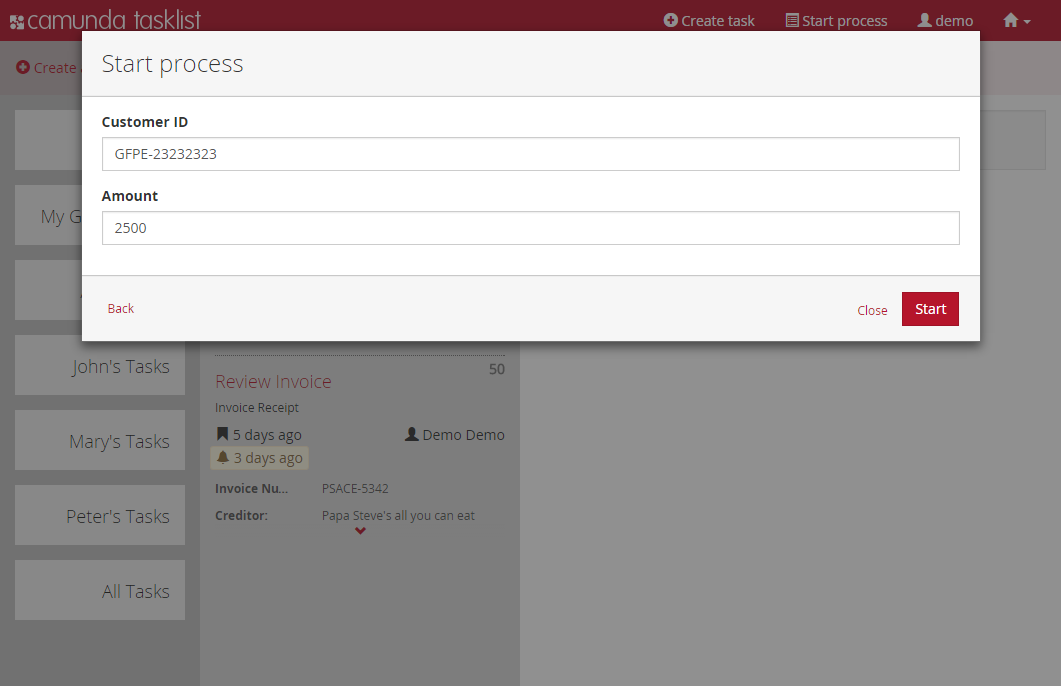 camunda tasklist
Create task
Start process
demo
Create
Start process
Customer ID
GFPE-23232323
Amount
2500
Back
Close
Start
My G
John's Tasks
Mary's Tasks
Peter's Tasks
All Tasks
50
Review Invoice
Invoice Receipt
5 days ago
Demo Demo
3 days ago
Invoice Nu...
PSACE-5342
Creditor:
Papa Steve's all you can eat